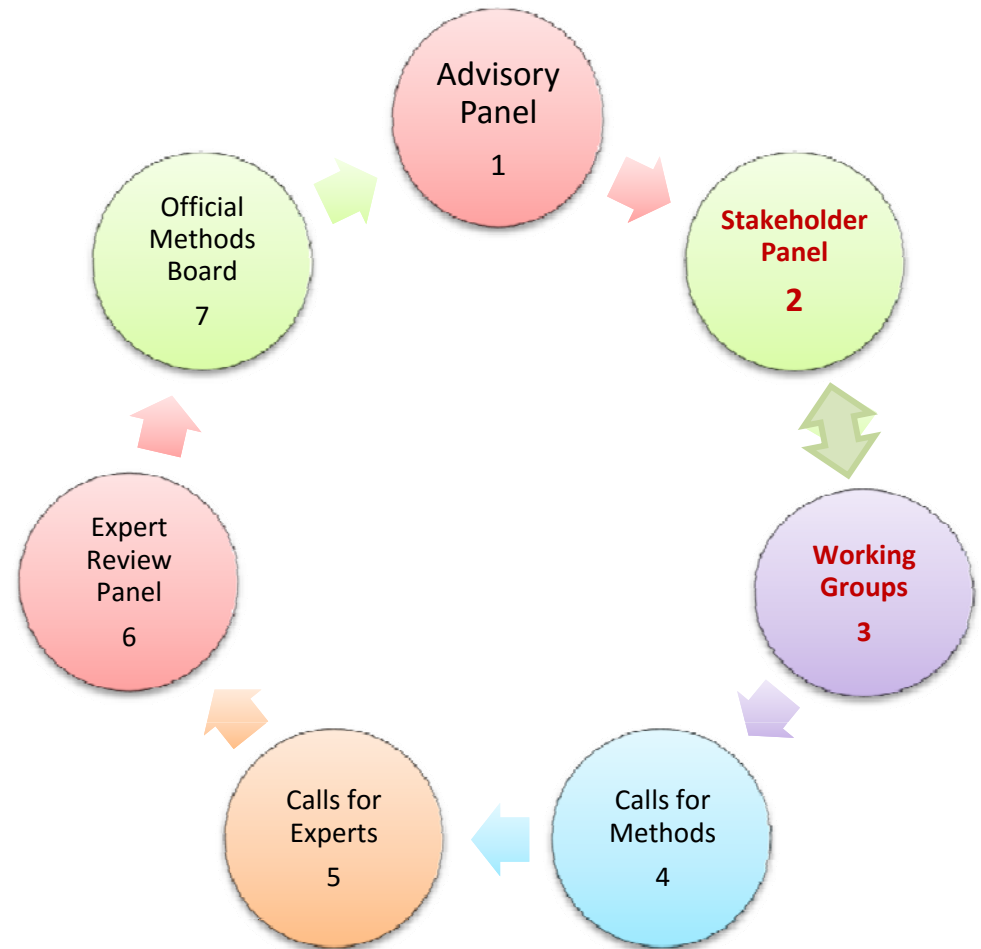 Advisory
Panel
1
Stakeholder
Panel
2
Working
Groups
3
Calls for
Methods
4
Calls for
Experts
5
Expert
Review
Panel
6
Official
Methods
Board
7